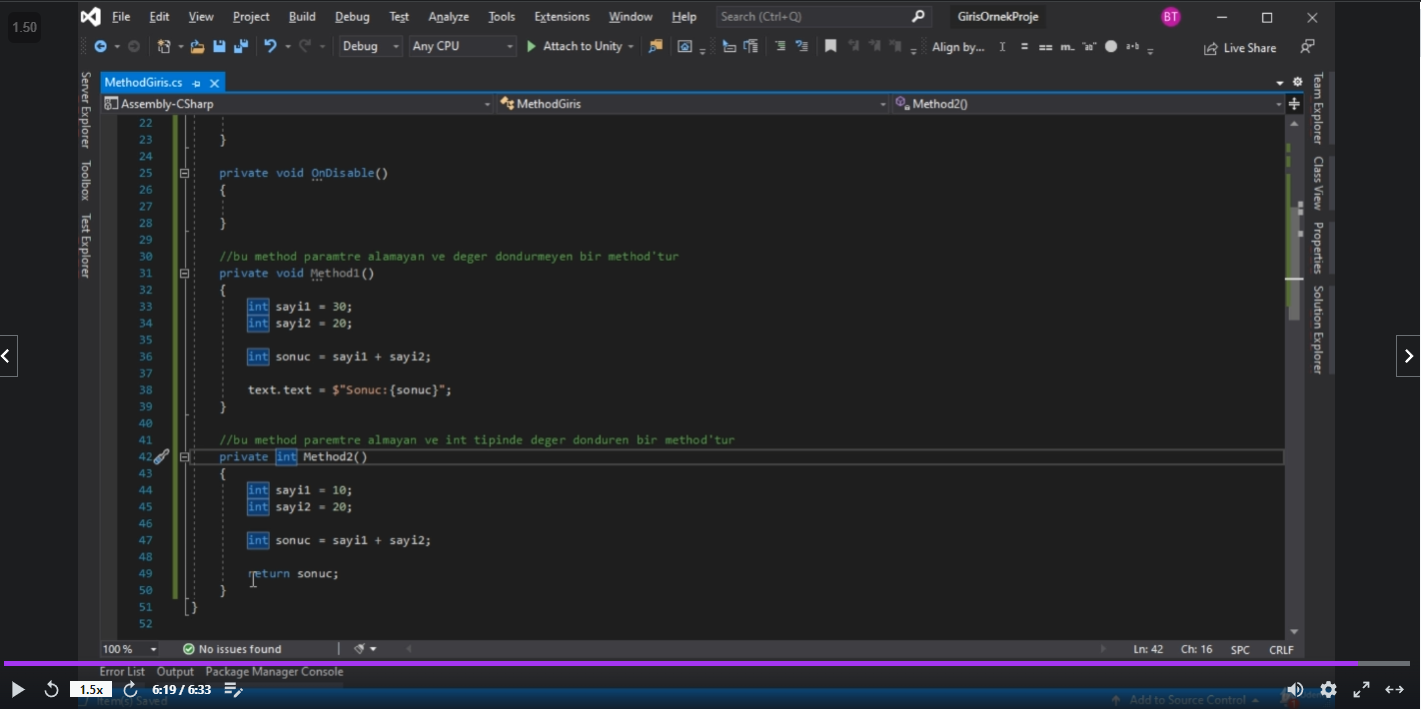 1.50
File Edit View Project Build Debug Test Analyze Tools Extensions Window Help Search (Ctrl+Q) GirisOrnekProje BT
Debug Any CPU Attach to Unity Align by... Live Share
MethodGiris.cs
Assembly-CSharp MethodGiris Method2()
Server Explorer
Toolbox
Test Explorer
22
23 }
24
25 private void OnDisable()
26 {
27
28 }
29
30 //bu method paramtre alamayan ve deger dondurmeyen bir method'tur
31 private void Method1()
32 {
33 int sayi1 = 30;
34 int sayi2 = 20;
35
36 int sonuc = sayi1 + sayi2;
37
38 text.text = $"Sonuc:{sonuc}";
39 }
40
41 //bu method paremtre almayan ve int tipinde deger donduren bir method'tur
42 private int Method2()
43 {
44 int sayi1 = 10;
45 int sayi2 = 20;
46
47 int sonuc = sayi1 + sayi2;
48
49 return sonuc;
50 }
51 }
52
Team Explorer
Class View
Properties
Solution Explorer
100 % No issues found Ln: 42 Ch: 16 SPC CRLF
Error List Output Package Manager Console
1.5x 6:19 / 6:33
Item(s) Saved Add to Source Control